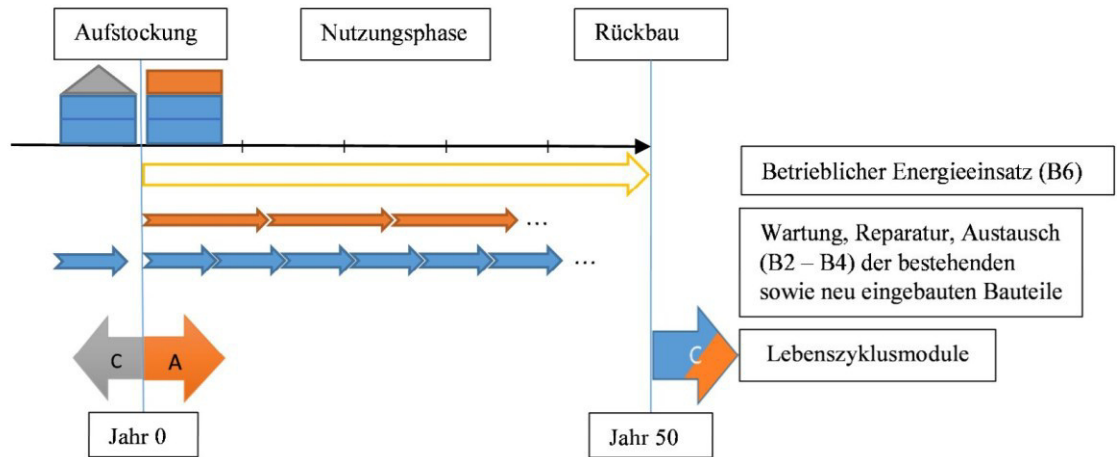 Aufstockung
Nutzungsphase
Rückbau
Betrieblicher Energieeinsatz (B6)
...
Wartung, Reparatur, Austausch
(B2 – B4) der bestehenden
sowie neu eingebauten Bauteile
...
C
A
C
Lebenszyklusmodule
Jahr 0
Jahr 50